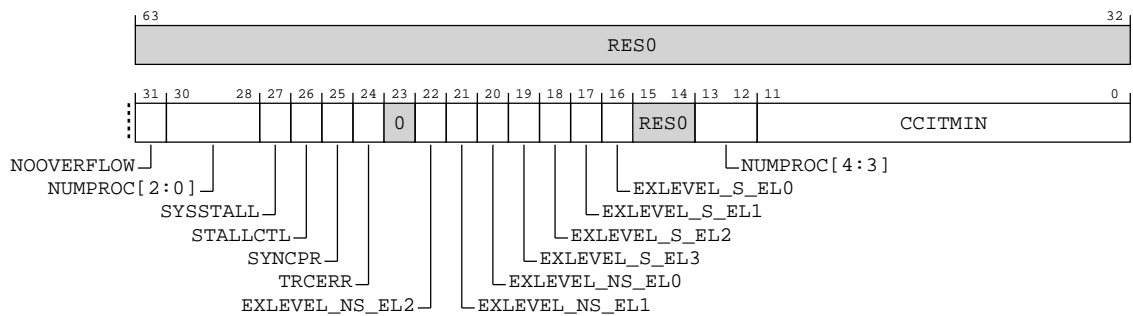 63 32
RES0
31 30 28 27 26 25 24 23 22 21 20 19 18 17 16 15 14 13 12 11 0
0 RES0 CCITMIN
NOOVERFLOW NUMPROC[4:3]
NUMPROC[2:0] EXLEVEL_S_EL0
SYSSTALL EXLEVEL_S_EL1
STALLCTL EXLEVEL_S_EL2
SYNCPR EXLEVEL_S_EL3
TRCERR EXLEVEL_NS_EL0
EXLEVEL_NS_EL2 EXLEVEL_NS_EL1